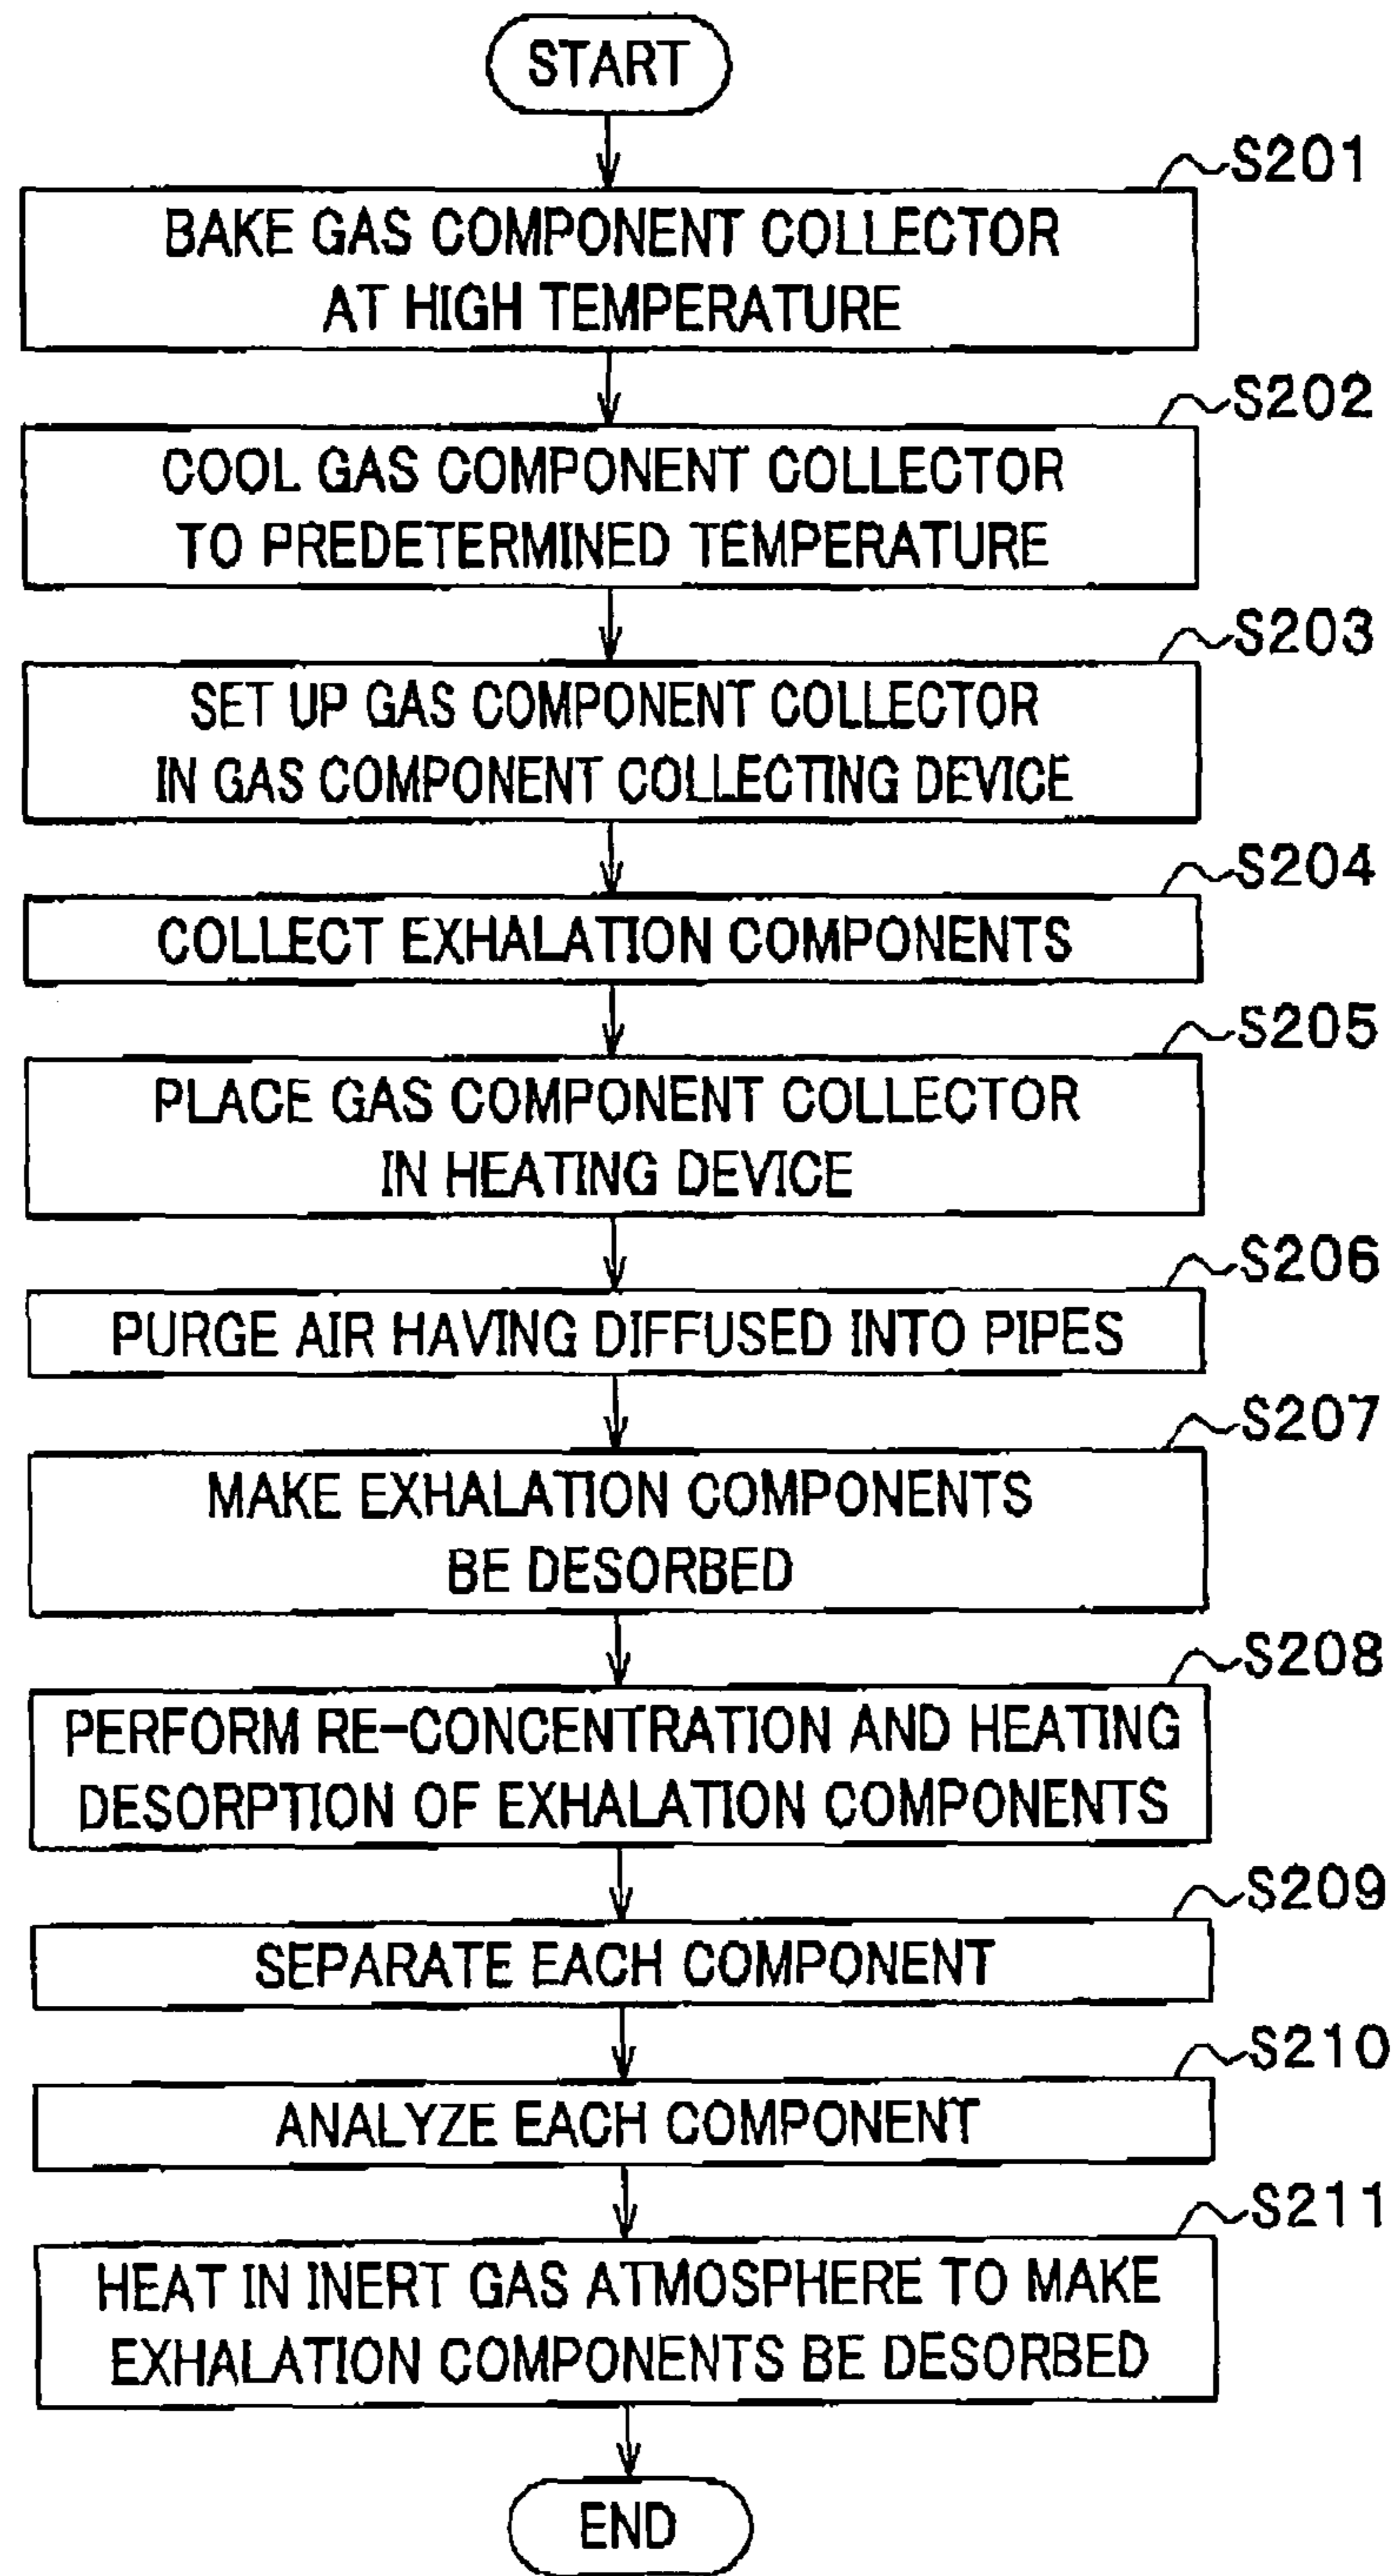 START
S201
BAKE GAS COMPONENT COLLECTOR
AT HIGH TEMPERATURE
S202
COOL GAS COMPONENT COLLECTOR
TO PREDETERMINED TEMPERATURE
S203
SET UP GAS COMPONENT COLLECTOR
IN GAS COMPONENT COLLECTING DEVICE
S204
COLLECT EXHALATION COMPONENTS
S205
PLACE GAS COMPONENT COLLECTOR
IN HEATING DEVICE
S206
PURGE AIR HAVING DIFFUSED INTO PIPES
S207
MAKE EXHALATION COMPONENTS
BE DESORBED
S208
PERFORM RE-CONCENTRATION AND HEATING
DESORPTION OF EXHALATION COMPONENTS
S209
SEPARATE EACH COMPONENT
S210
ANALYZE EACH COMPONENT
S211
HEAT IN INERT GAS ATMOSPHERE TO MAKE
EXHALATION COMPONENTS BE DESORBED
END